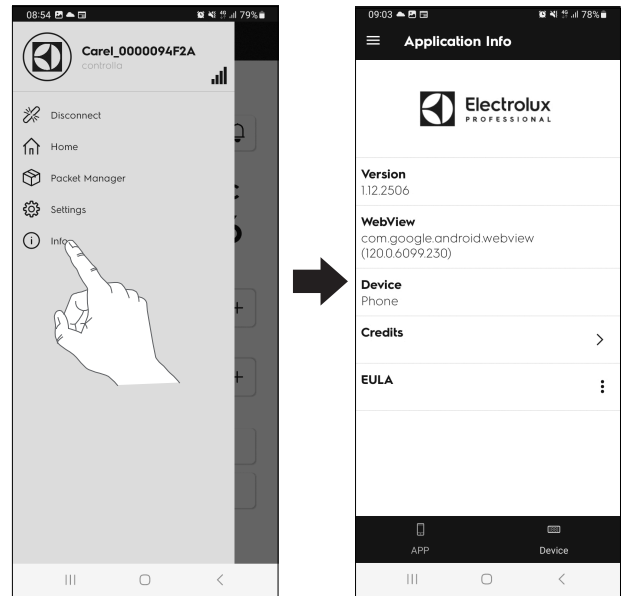 08:54
79%
Carel_0000094F2A
controlla
Disconnect
Home
Packet Manager
Settings
Info
09:03
78%
Application Info
Electrolux
PROFESSIONAL
Version
1.12.2506
WebView
com.google.android.webview
(120.0.6099.230)
Device
Phone
Credits
EULA
APP
Device